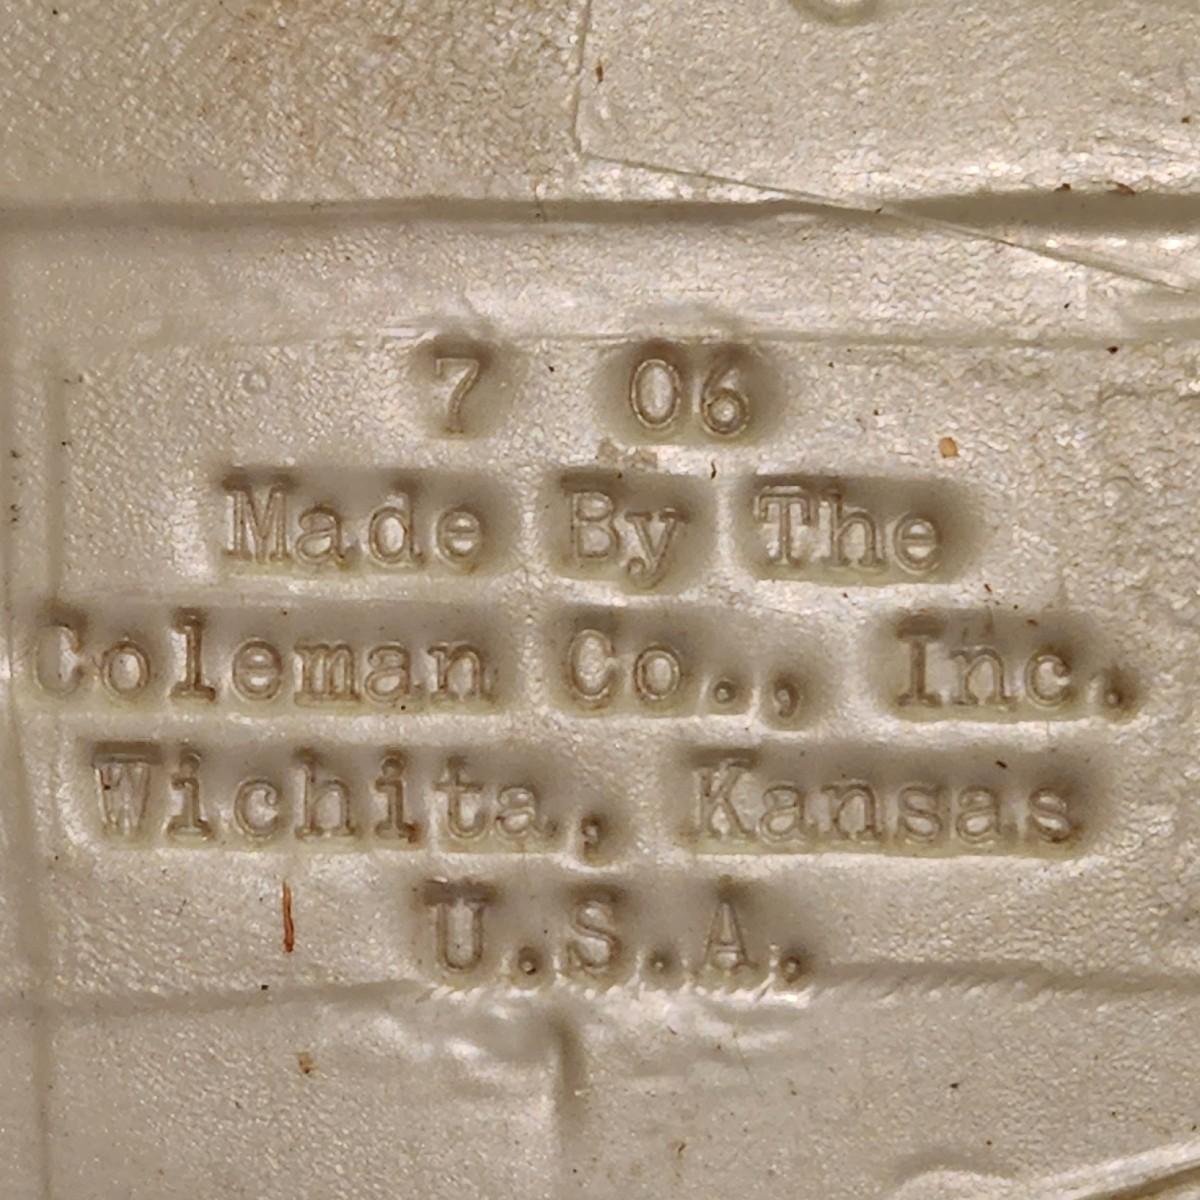 7 06
Made By The
Coleman Co., Inc.
Wichita, Kansas
U.S.A.